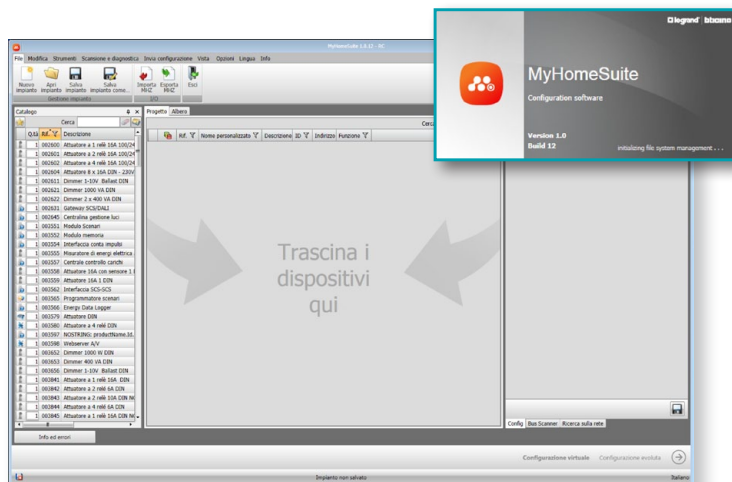 legrand bticino
MyHomeSuite
Configuration software
Version 1.0
Build 12
initializing file system management . . .
MyHomeSuite 1.0.12 - PC
File Modifica Strumenti Scansione e diagnostica Invia configurazione Vista Opzioni Lingua Info
Nuovo impianto
Apri impianto
Salva impianto
Salva impianto come...
Importa MHZ
Esporta MHZ
Esci
Gestione impianto
Catalogo
Cerca
Q.tà Rif. Descrizione
1 002600 Attuatore a 1 relè 16A 100/24
1 002601 Attuatore a 2 relè 16A 100/24
1 002602 Attuatore a 4 relè 16A 100/24
1 002604 Attuatore 8 x 16A DIN - 230V
1 002611 Dimmer 1-10V Ballast DIN
1 002621 Dimmer 1000 VA DIN
1 002622 Dimmer 2 x 400 VA DIN
1 002631 Gateway SCS/DALI
1 002645 Centralina gestione luci
1 003551 Modulo Scenari
1 003552 Modulo memoria
1 003554 Interfaccia conta impulsi
1 003555 Misuratore di energi elettrica
1 003557 Centrale controllo carichi
1 003558 Attuatore 16A con sensore 1 I
1 003559 Attuatore 16A 1 DIN
1 003562 Interfaccia SCS-SCS
1 003565 Programmatore scenari
1 003566 Energy Data Logger
1 003579 Attuatore DIN
1 003580 Attuatore a 4 relé DIN
1 003597 NOSTRING: productName.Id.
1 003598 Webserver A/V
1 003652 Dimmer 1000 W DIN
1 003653 Dimmer 400 VA DIN
1 003656 Dimmer 1-10V Ballast DIN
1 003841 Attuatore a 1 relè 16A DIN
1 003842 Attuatore a 2 relè 6A DIN
1 003843 Attuatore a 2 relè 10A DIN NO
1 003844 Attuatore a 4 relè 6A DIN
1 003845 Attuatore a 1 relè 16A DIN NO
Progetto Albero
Cerca
Rif. Nome personalizzato Descrizione ID Indirizzo Funzione
Trascina i
dispositivi
qui
Config Bus Scanner Ricerca sulla rete
Info ed errori
Configurazione virtuale Configurazione evoluta
Impianto non salvato
Italiano